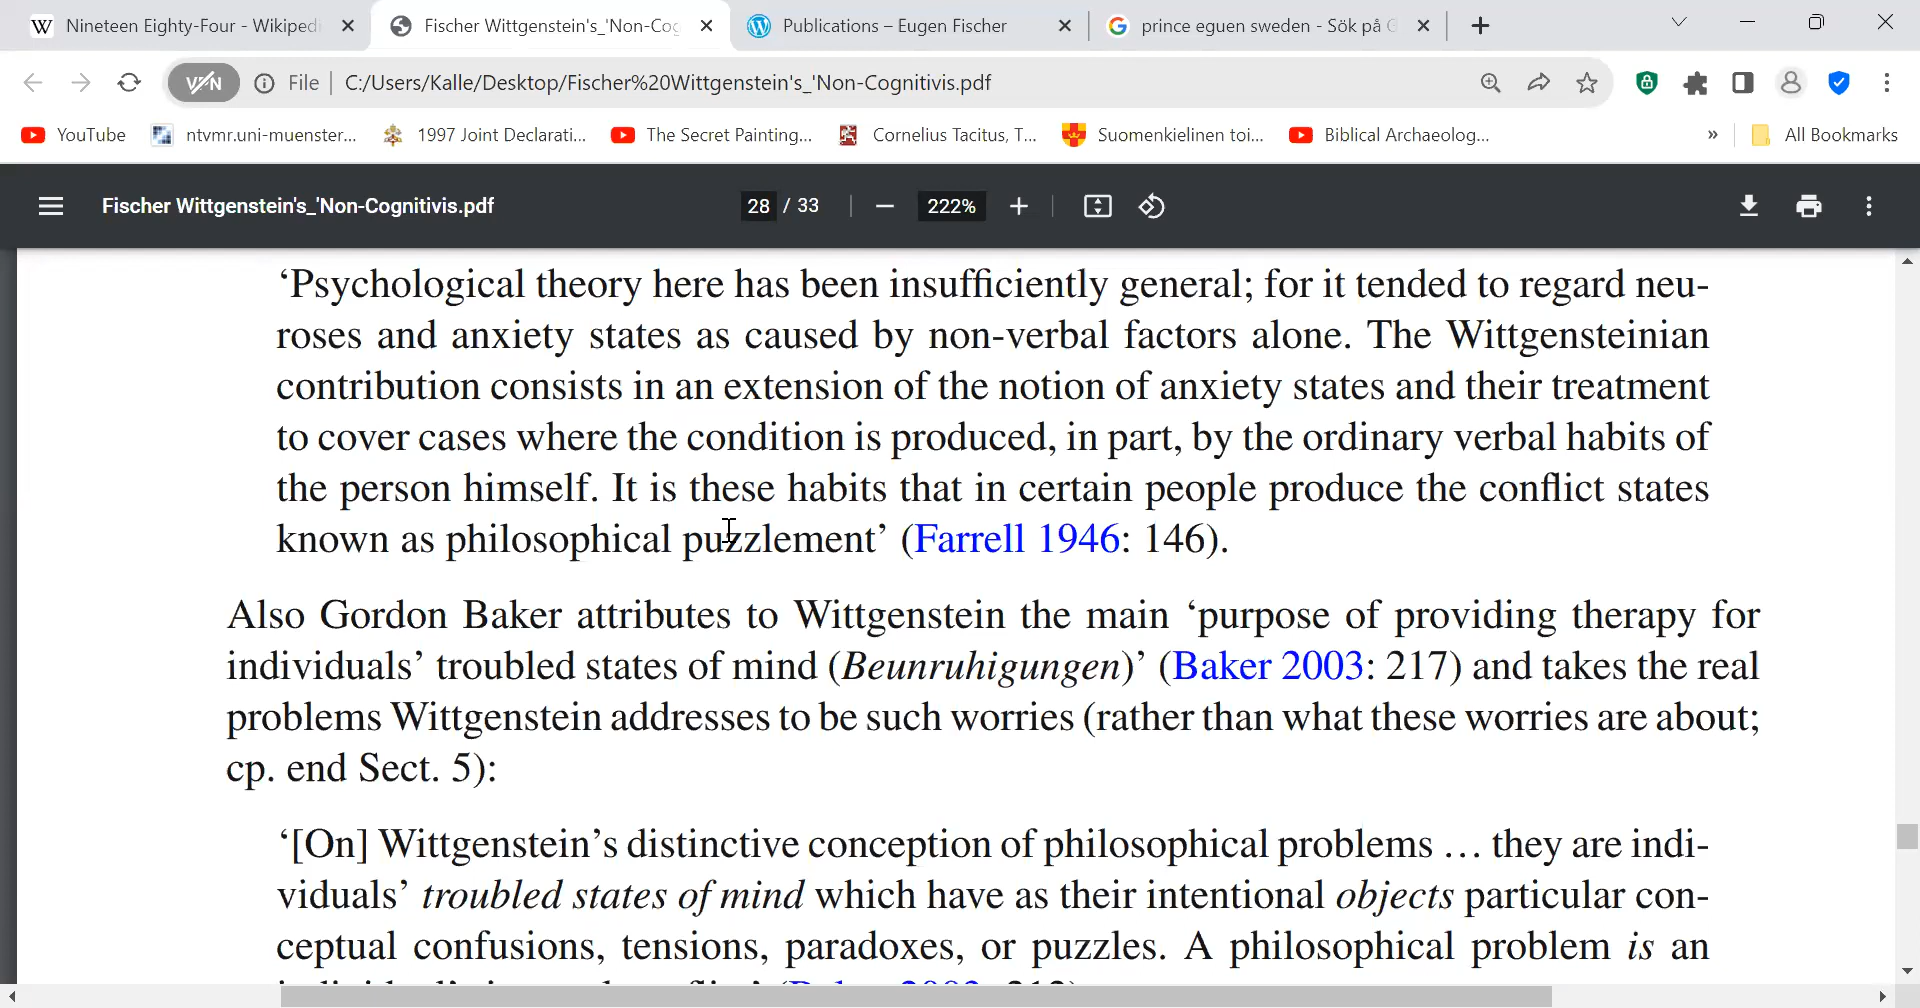 Nineteen Eighty-Four - Wikiped
Fischer Wittgenstein's_'Non-Cog
Publications – Eugen Fischer
prince eguen sweden - Sök på G
VPN
File
C:/Users/Kalle/Desktop/Fischer%20Wittgenstein's_'Non-Cognitivis.pdf
YouTube
ntvmr.uni-muenster...
1997 Joint Declarati...
The Secret Painting...
Cornelius Tacitus, T...
Suomenkielinen toi...
Biblical Archaeolog...
»
All Bookmarks
Fischer Wittgenstein's_'Non-Cognitivis.pdf
28 / 33
222%
‘Psychological theory here has been insufficiently general; for it tended to regard neu-
roses and anxiety states as caused by non-verbal factors alone. The Wittgensteinian
contribution consists in an extension of the notion of anxiety states and their treatment
to cover cases where the condition is produced, in part, by the ordinary verbal habits of
the person himself. It is these habits that in certain people produce the conflict states
known as philosophical puzzlement’ (Farrell 1946: 146).
Also Gordon Baker attributes to Wittgenstein the main ‘purpose of providing therapy for
individuals’ troubled states of mind (Beunruhigungen)’ (Baker 2003: 217) and takes the real
problems Wittgenstein addresses to be such worries (rather than what these worries are about;
cp. end Sect. 5):
‘[On] Wittgenstein’s distinctive conception of philosophical problems … they are indi-
viduals’ troubled states of mind which have as their intentional objects particular con-
ceptual confusions, tensions, paradoxes, or puzzles. A philosophical problem is an